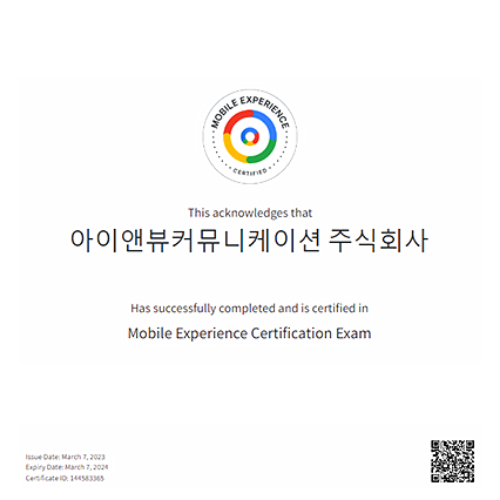 MOBILE EXPERIENCE
CERTIFIED
This acknowledges that
아이앤뷰커뮤니케이션 주식회사
Has successfully completed and is certified in
Mobile Experience Certification Exam
Issue Date: March 7, 2023
Expiry Date: March 7, 2024
Certificate ID: 144583385